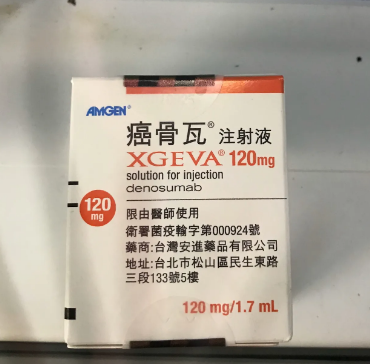 AMGEN®
癌骨瓦® 注射液
XGEVA® 120mg
solution for injection
denosumab
120
mg
限由醫師使用
衛署菌疫輸字第000924號
藥商:台灣安進藥品有限公司
地址:台北市松山區民生東路
三段133號5樓
120 mg/1.7 mL